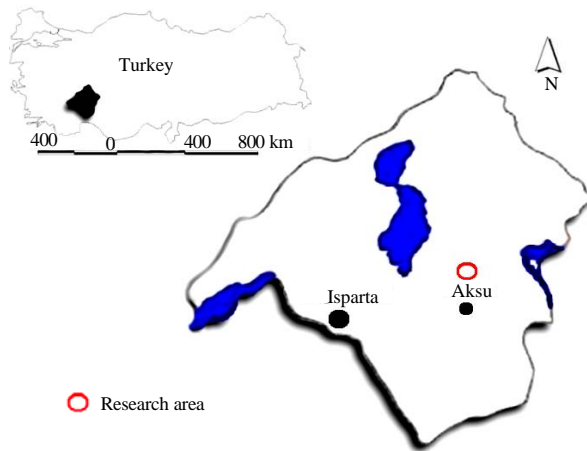 Turkey
N
400 0 400 800 km
Isparta
Aksu
Research area